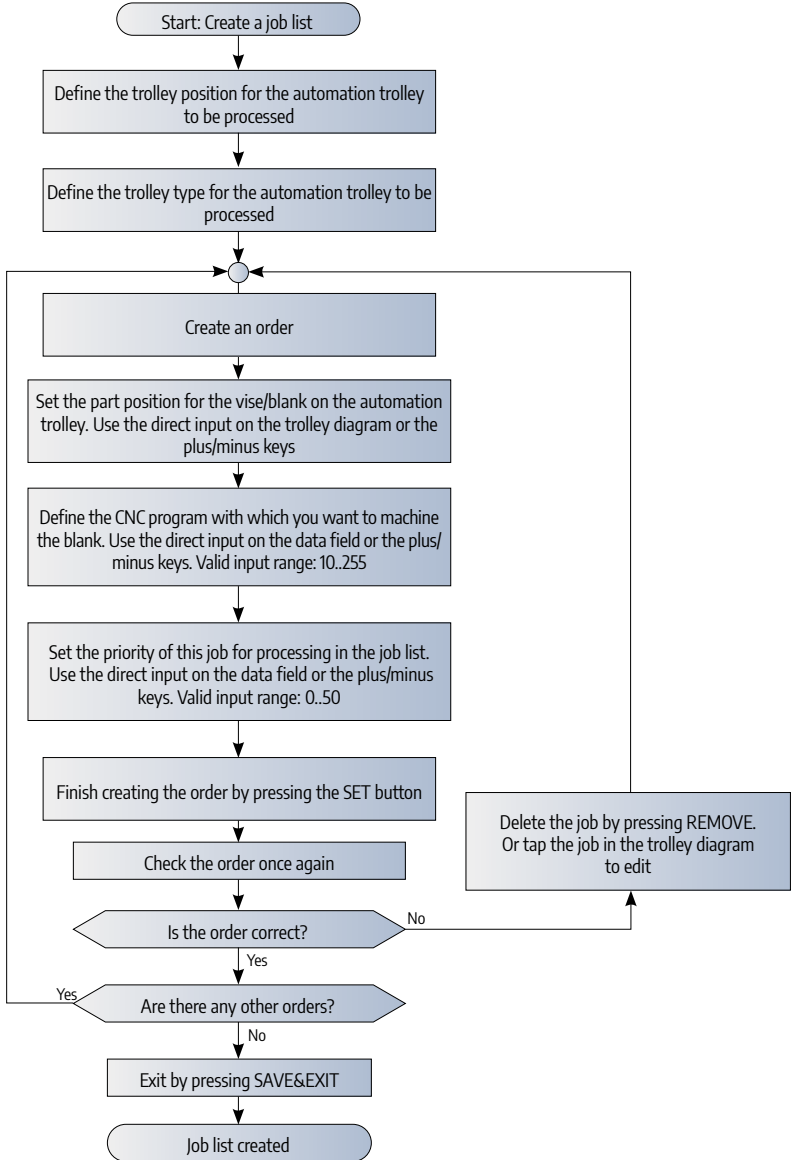 Start: Create a job list
Define the trolley position for the automation trolley
to be processed
Define the trolley type for the automation trolley to be
processed
Create an order
Set the part position for the vise/blank on the automation
trolley. Use the direct input on the trolley diagram or the
plus/minus keys
Define the CNC program with which you want to machine
the blank. Use the direct input on the data field or the plus/
minus keys. Valid input range: 10..255
Set the priority of this job for processing in the job list.
Use the direct input on the data field or the plus/minus
keys. Valid input range: 0..50
Finish creating the order by pressing the SET button
Delete the job by pressing REMOVE.
Or tap the job in the trolley diagram
to edit
Check the order once again
Is the order correct?
No
Yes
Are there any other orders?
Yes
No
Exit by pressing SAVE&EXIT
Job list created